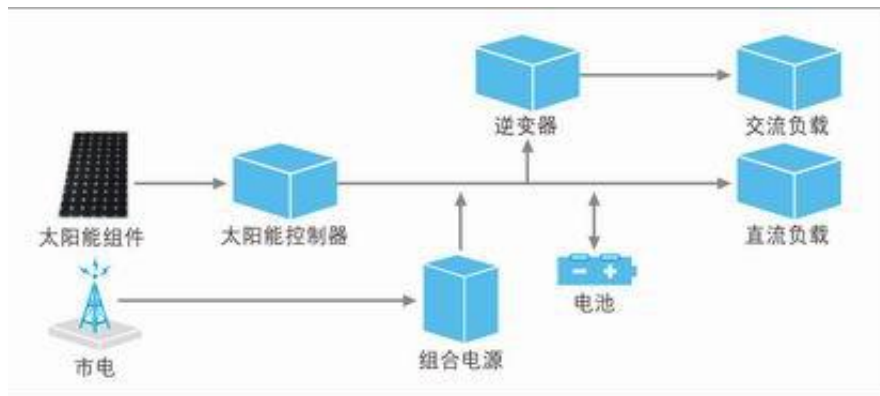 逆变器
交流负载
太阳能组件
太阳能控制器
直流负载
电池
市电
组合电源